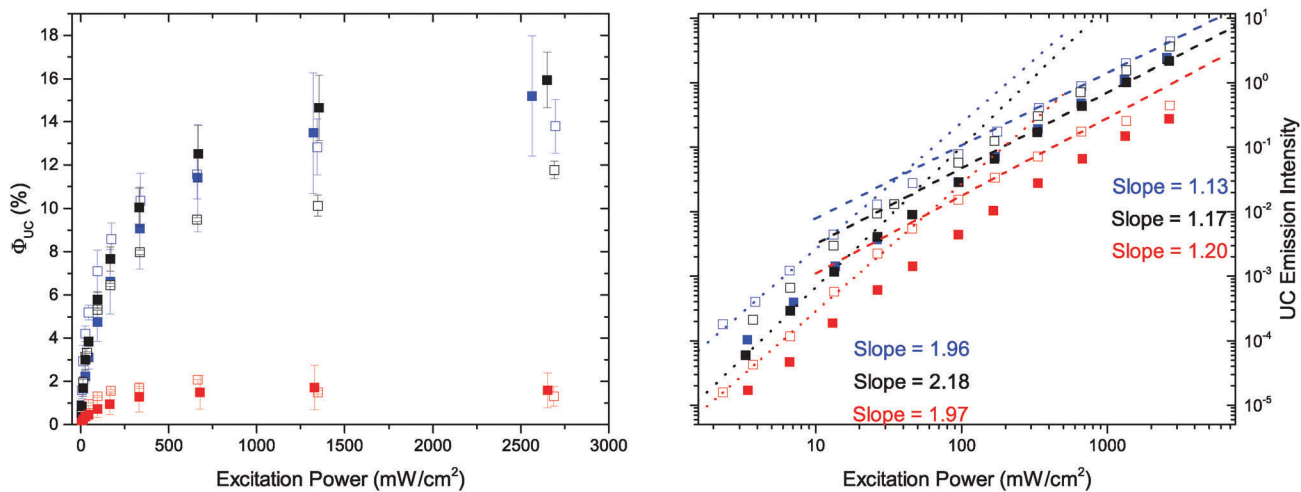 18
16
14
12
10
8
6
4
2
0
Φ_UC (%)
0 500 1000 1500 2000 2500 3000
Excitation Power (mW/cm²)
10¹
10⁰
10⁻¹
10⁻²
10⁻³
10⁻⁴
10⁻⁵
UC Emission Intensity
Slope = 1.13
Slope = 1.17
Slope = 1.20
Slope = 1.96
Slope = 2.18
Slope = 1.97
10 100 1000
Excitation Power (mW/cm²)